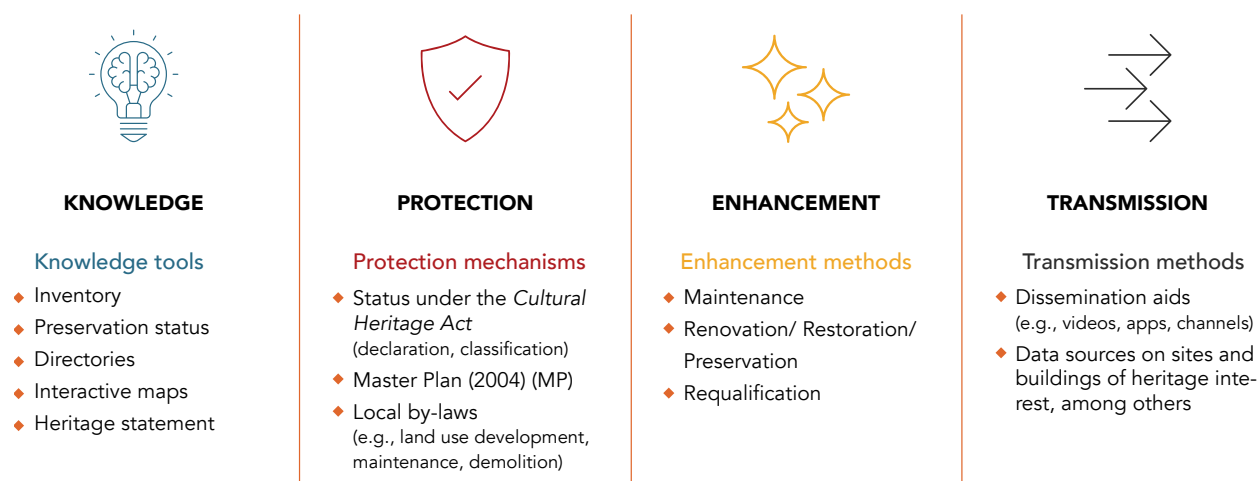 KNOWLEDGE
Knowledge tools
Inventory
Preservation status
Directories
Interactive maps
Heritage statement
PROTECTION
Protection mechanisms
Status under the Cultural
Heritage Act
(declaration, classification)
Master Plan (2004) (MP)
Local by-laws
(e.g., land use development,
maintenance, demolition)
ENHANCEMENT
Enhancement methods
Maintenance
Renovation/ Restoration/
Preservation
Requalification
TRANSMISSION
Transmission methods
Dissemination aids
(e.g., videos, apps, channels)
Data sources on sites and
buildings of heritage inte-
rest, among others